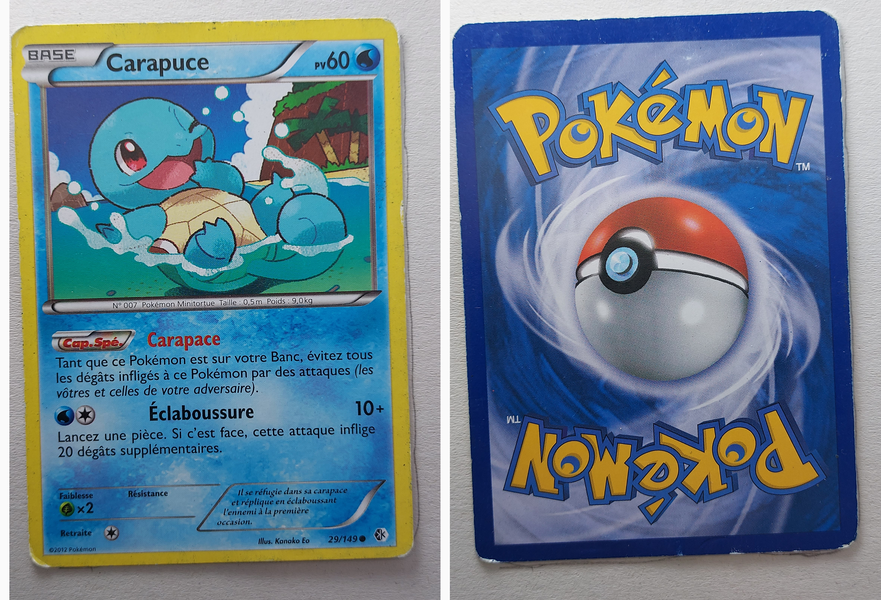 BASE
Carapuce
PV60
N° 007 Pokémon Minitortue Taille : 0,5m Poids : 9,0kg
Cap.Spé. Carapace
Tant que ce Pokémon est sur votre Banc, évitez tous
les dégâts infligés à ce Pokémon par des attaques (les
vôtres et celles de votre adversaire).
Éclaboussure 10+
Lancez une pièce. Si c'est face, cette attaque inflige
20 dégâts supplémentaires.
Faiblesse Résistance
×2
Retraite
Il se réfugie dans sa carapace
et réplique en éclaboussant
l'ennemi à la première
occasion.
©2012 Pokémon
Illus. Kanako Eo
29/149
POKÉMON
TM
POKÉMON
TM